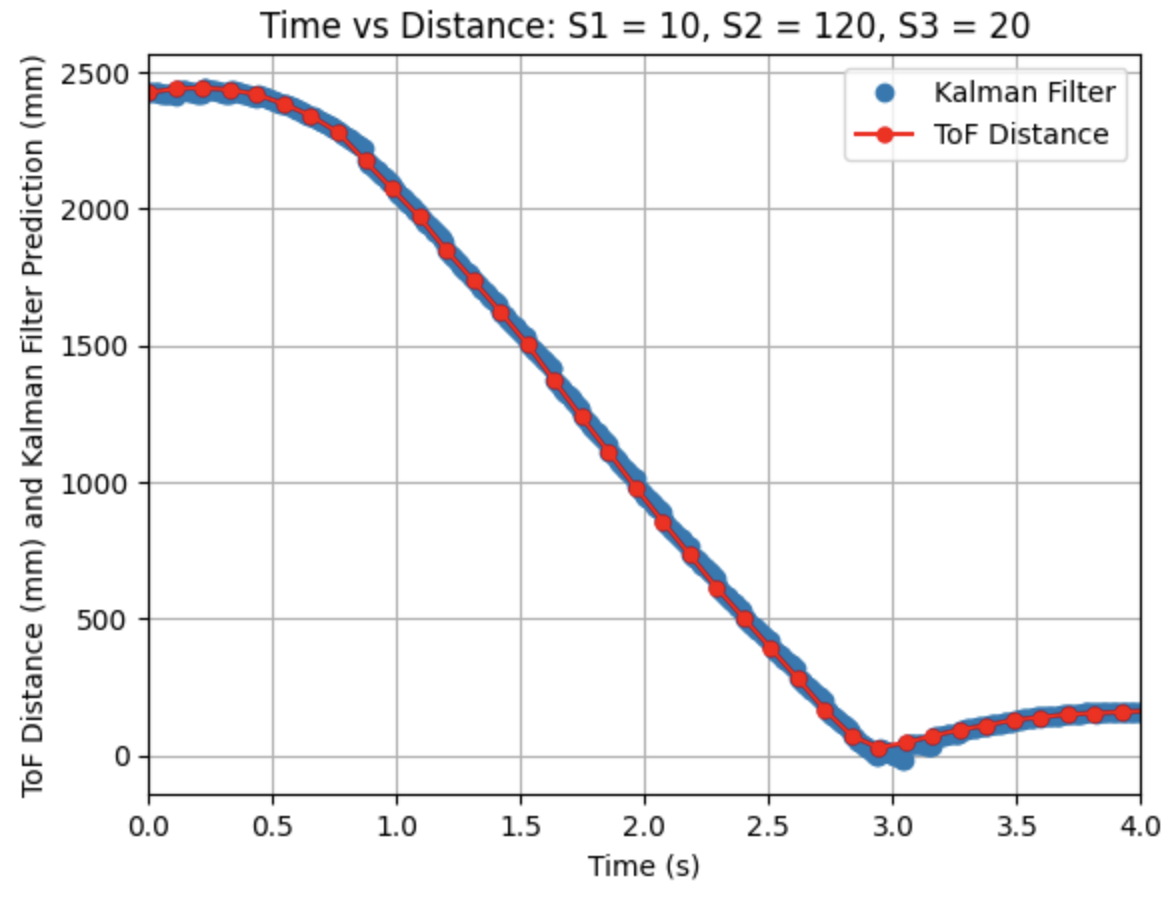 Time vs Distance: S1 = 10, S2 = 120, S3 = 20
ToF Distance (mm) and Kalman Filter Prediction (mm)
2500
2000
1500
1000
500
0
Kalman Filter
ToF Distance
0.0 0.5 1.0 1.5 2.0 2.5 3.0 3.5 4.0
Time (s)